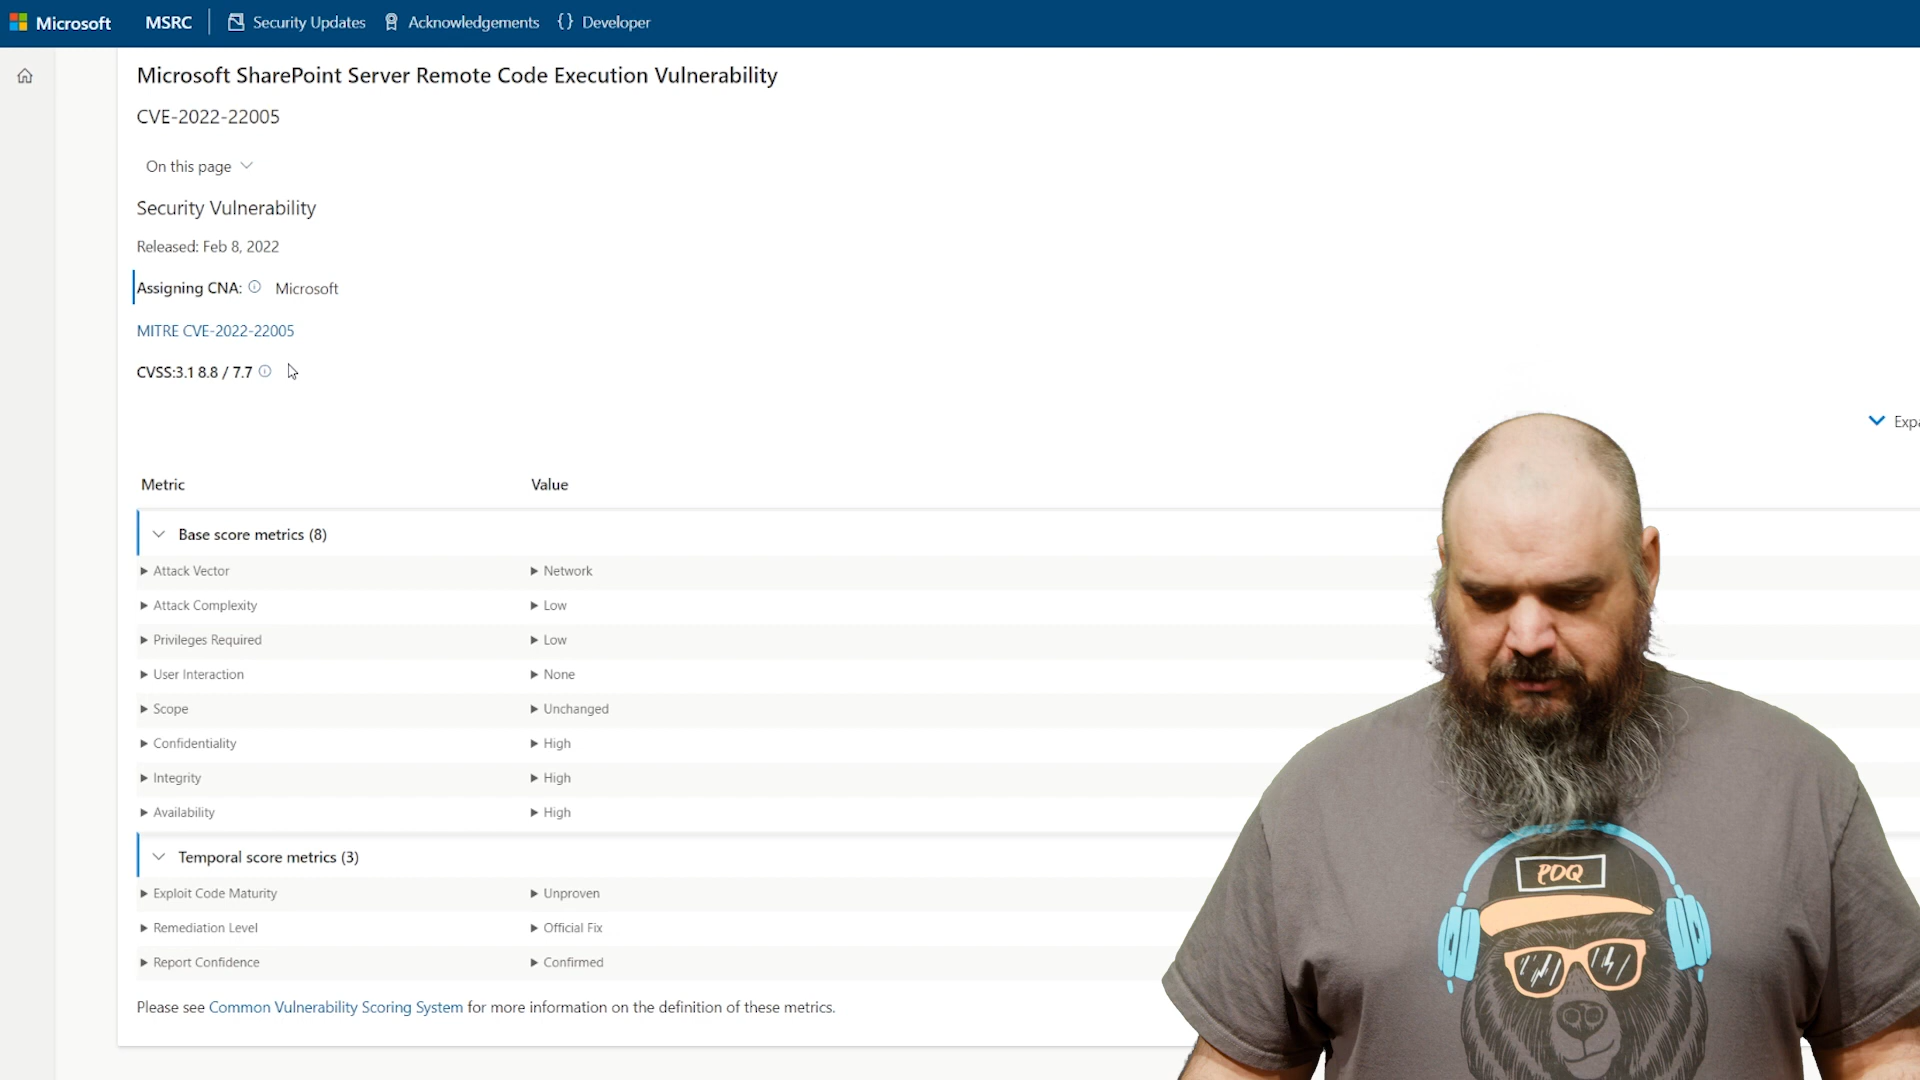 Microsoft MSRC Security Updates Acknowledgements {} Developer
Microsoft SharePoint Server Remote Code Execution Vulnerability
CVE-2022-22005
On this page
Security Vulnerability
Released: Feb 8, 2022
Assigning CNA: Microsoft
MITRE CVE-2022-22005
CVSS:3.1 8.8 / 7.7
Metric Value
Base score metrics (8)
Attack Vector Network
Attack Complexity Low
Privileges Required Low
User Interaction None
Scope Unchanged
Confidentiality High
Integrity High
Availability High
Temporal score metrics (3)
Exploit Code Maturity Unproven
Remediation Level Official Fix
Report Confidence Confirmed
Please see Common Vulnerability Scoring System for more information on the definition of these metrics.
PDQ